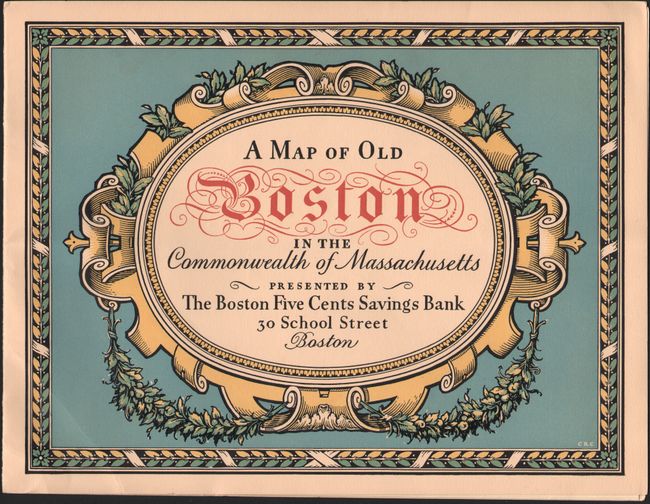 A MAP OF OLD
Boston
IN THE
Commonwealth of Massachusetts
PRESENTED BY
The Boston Five Cents Savings Bank
30 School Street
Boston
C R C